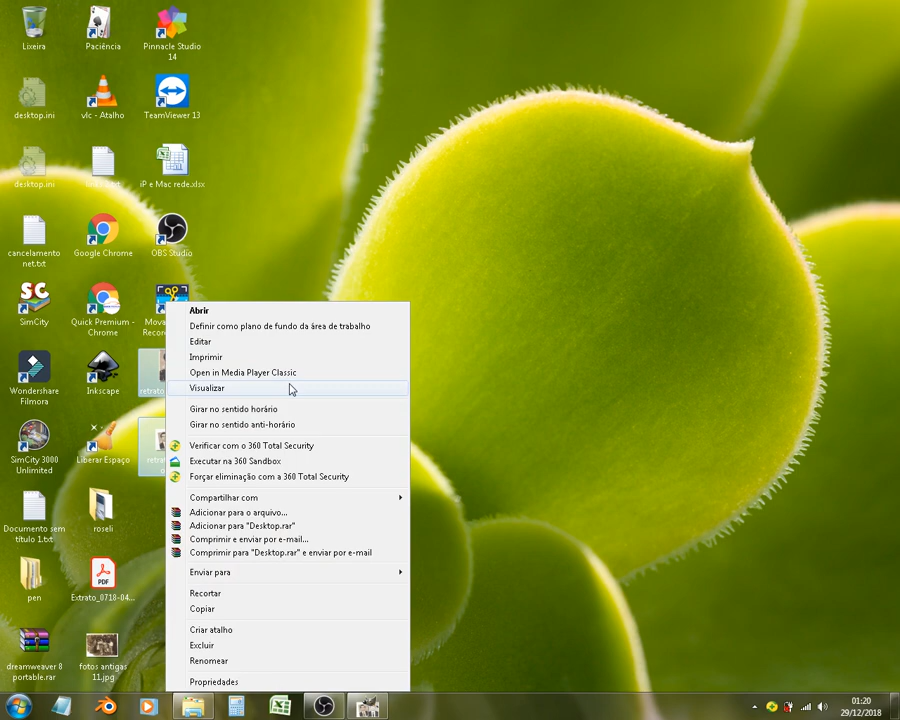 Lixeira
Paciência
Pinnacle Studio
14
desktop.ini
vlc - Atalho
TeamViewer 13
desktop.ini
iP e Mac rede.xlsx
cancelamento
net.txt
Google Chrome
OBS Studio
SC
SimCity
Quick Premium -
Chrome
Mova
Recor
Wondershare
Filmora
Inkscape
retrato
SimCity 3000
Unlimited
Liberar Espaço
retrat
Documento sem
título 1.txt
roseli
pen
PDF
Extrato_0718-04...
dreamweaver 8
portable.rar
fotos antigas
11.jpg
Abrir
Definir como plano de fundo da área de trabalho
Editar
Imprimir
Open in Media Player Classic
Visualizar
Girar no sentido horário
Girar no sentido anti-horário
Verificar com o 360 Total Security
Executar na 360 Sandbox
Forçar eliminação com a 360 Total Security
Compartilhar com
Adicionar para o arquivo...
Adicionar para "Desktop.rar"
Comprimir e enviar por e-mail...
Comprimir para "Desktop.rar" e enviar por e-mail
Enviar para
Recortar
Copiar
Criar atalho
Excluir
Renomear
Propriedades
01:20
29/12/2018